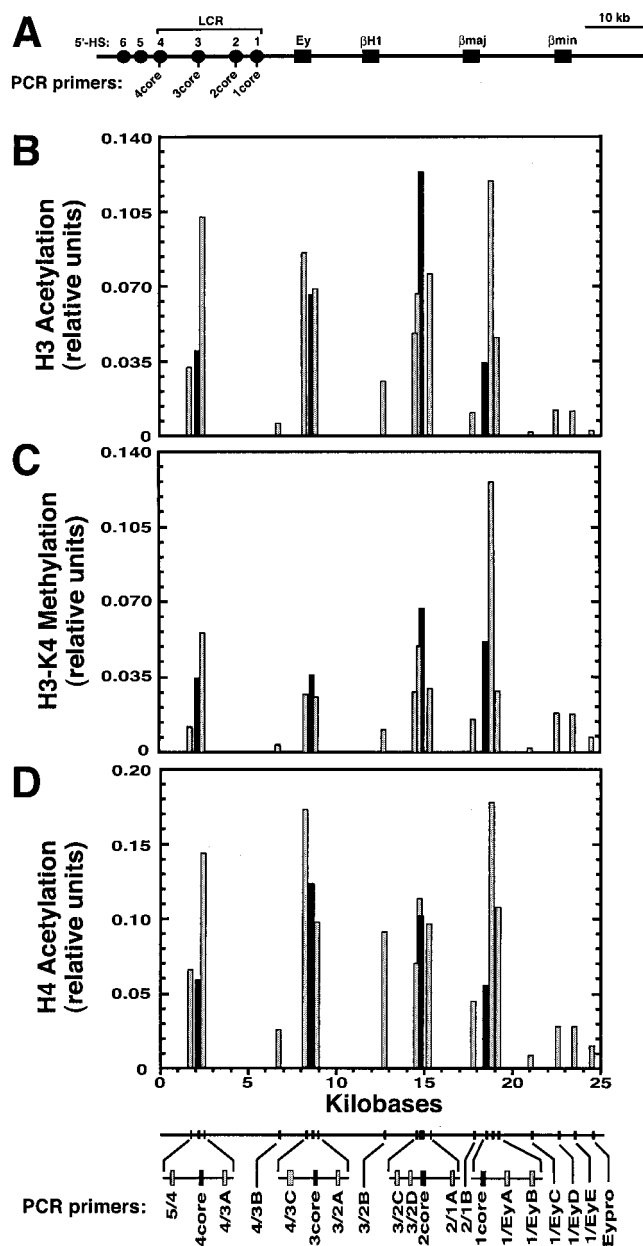 A
LCR
10 kb
5'-HS: 6 5 4 3 2 1 Ey βH1 βmaj βmin
PCR primers: 4core 3core 2core 1core
B
H3 Acetylation
(relative units)
0.140
0.105
0.070
0.035
0
C
H3-K4 Methylation
(relative units)
0.140
0.105
0.070
0.035
0
D
H4 Acetylation
(relative units)
0.20
0.15
0.10
0.05
0
0 5 10 15 20 25
Kilobases
PCR primers: 5/4 4core 4/3A 4/3B 4/3C 3core 3/2A 3/2B 3/2C 3/2D 2core 2/1A 2/1B 1core 1/EyA 1/EyB 1/EyC 1/EyD 1/EyE Eypro